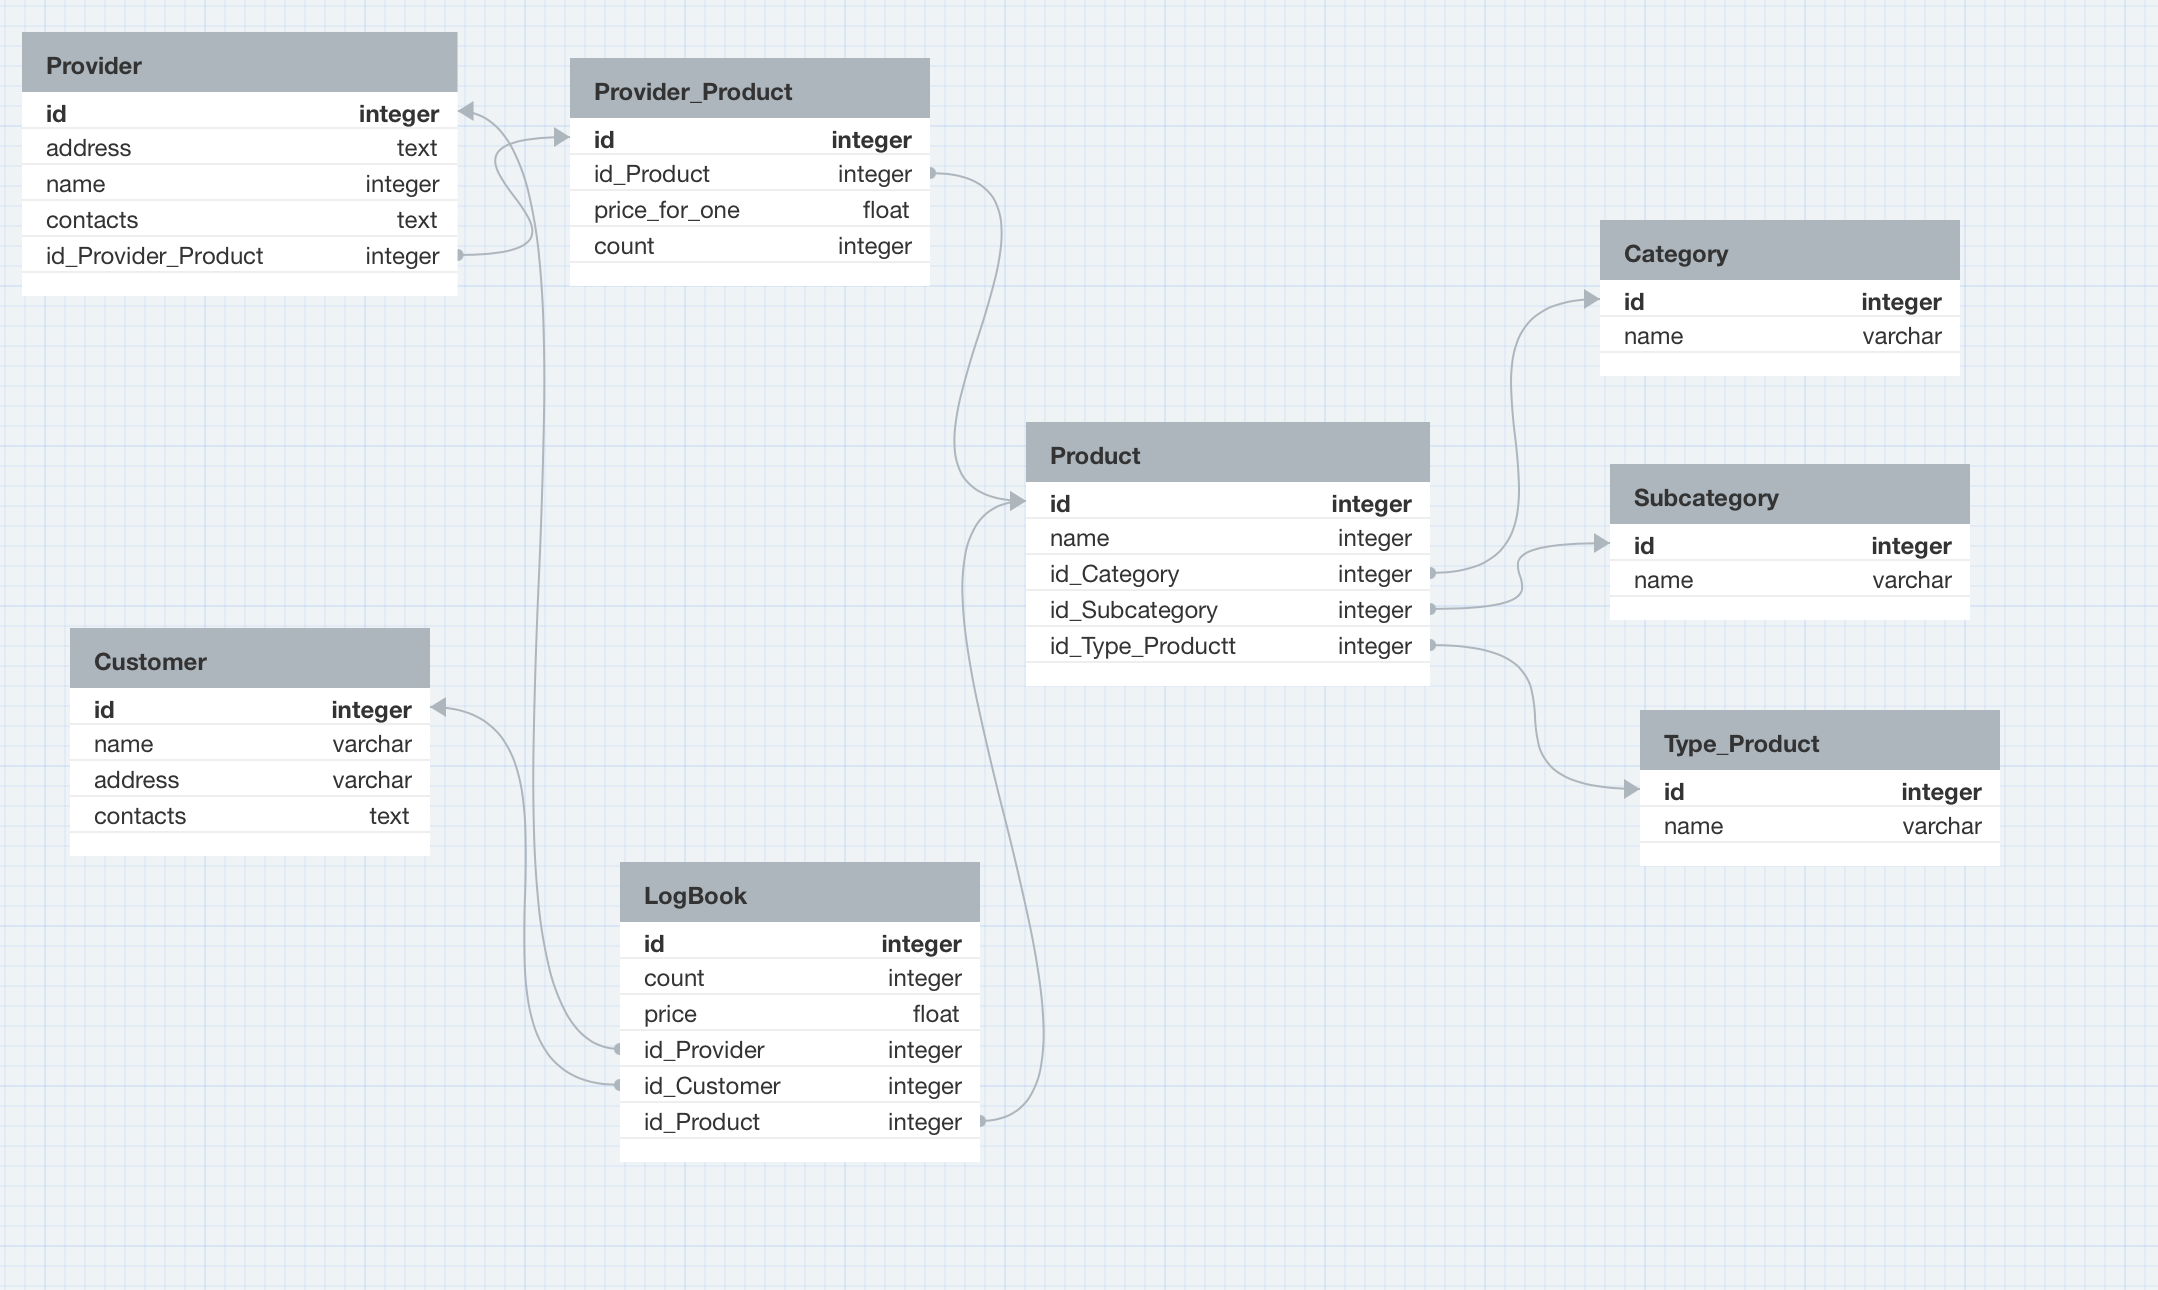 Provider
id integer
address text
name integer
contacts text
id_Provider_Product integer
Provider_Product
id integer
id_Product integer
price_for_one float
count integer
Category
id integer
name varchar
Product
id integer
name integer
id_Category integer
id_Subcategory integer
id_Type_Productt integer
Subcategory
id integer
name varchar
Customer
id integer
name varchar
address varchar
contacts text
Type_Product
id integer
name varchar
LogBook
id integer
count integer
price float
id_Provider integer
id_Customer integer
id_Product integer